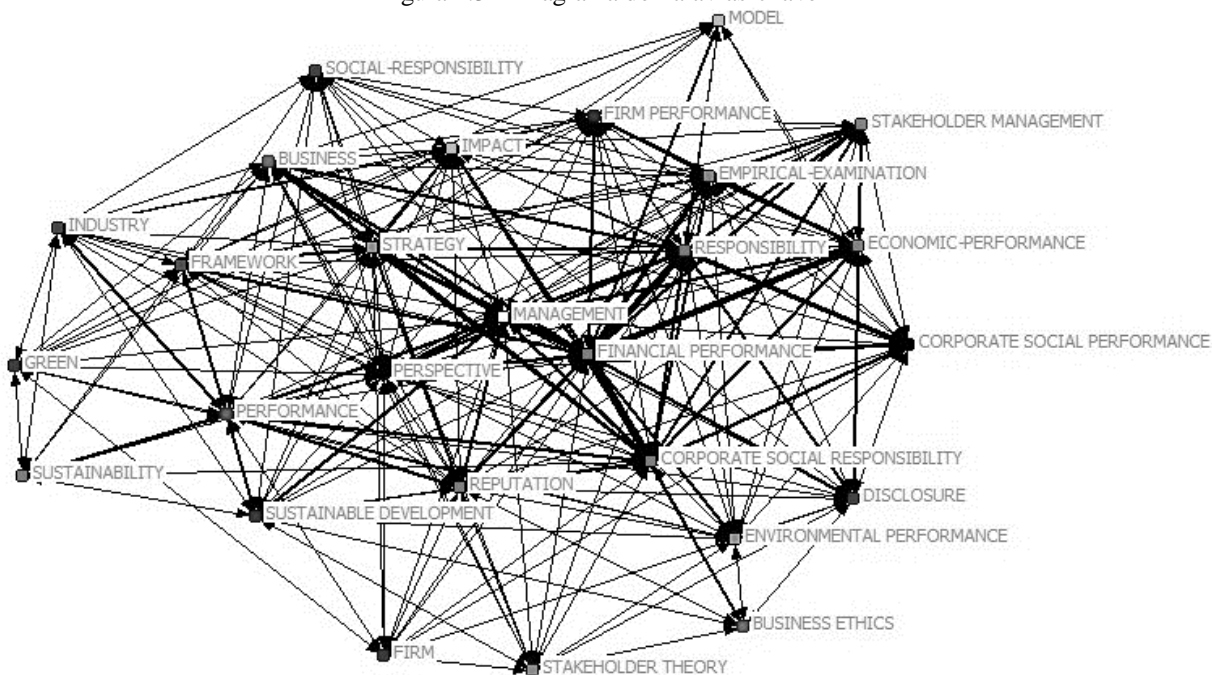 MODEL
SOCIAL-RESPONSIBILITY
FIRM PERFORMANCE
STAKEHOLDER MANAGEMENT
IMPACT
BUSINESS
EMPIRICAL-EXAMINATION
INDUSTRY
STRATEGY
RESPONSIBILITY
ECONOMIC-PERFORMANCE
FRAMEWORK
MANAGEMENT
CORPORATE SOCIAL PERFORMANCE
FINANCIAL PERFORMANCE
GREEN
PERSPECTIVE
PERFORMANCE
CORPORATE SOCIAL RESPONSIBILITY
SUSTAINABILITY
REPUTATION
DISCLOSURE
SUSTAINABLE DEVELOPMENT
ENVIRONMENTAL PERFORMANCE
BUSINESS ETHICS
FIRM
STAKEHOLDER THEORY